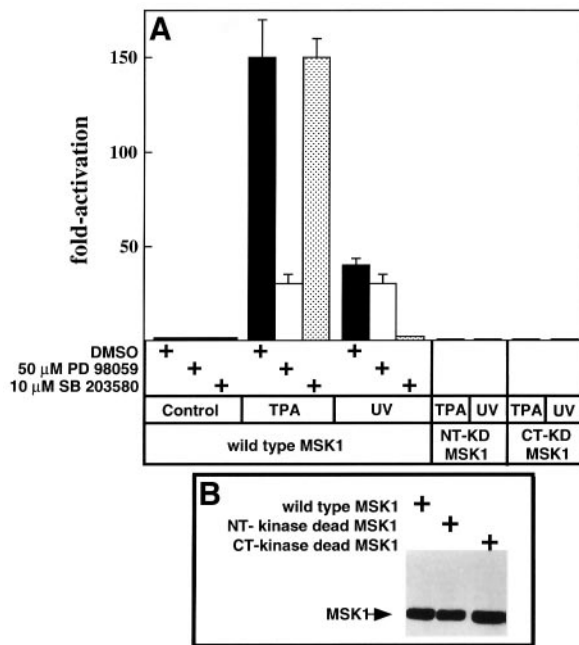 A
fold-activation
150
100
50
DMSO +  +  +
50 µM PD 98059 +  +  +
10 µM SB 203580 +  +  +
Control TPA UV TPA UV TPA UV
wild type MSK1 NT-KD MSK1 CT-KD MSK1
B
wild type MSK1 +
NT- kinase dead MSK1 +
CT-kinase dead MSK1 +
MSK1